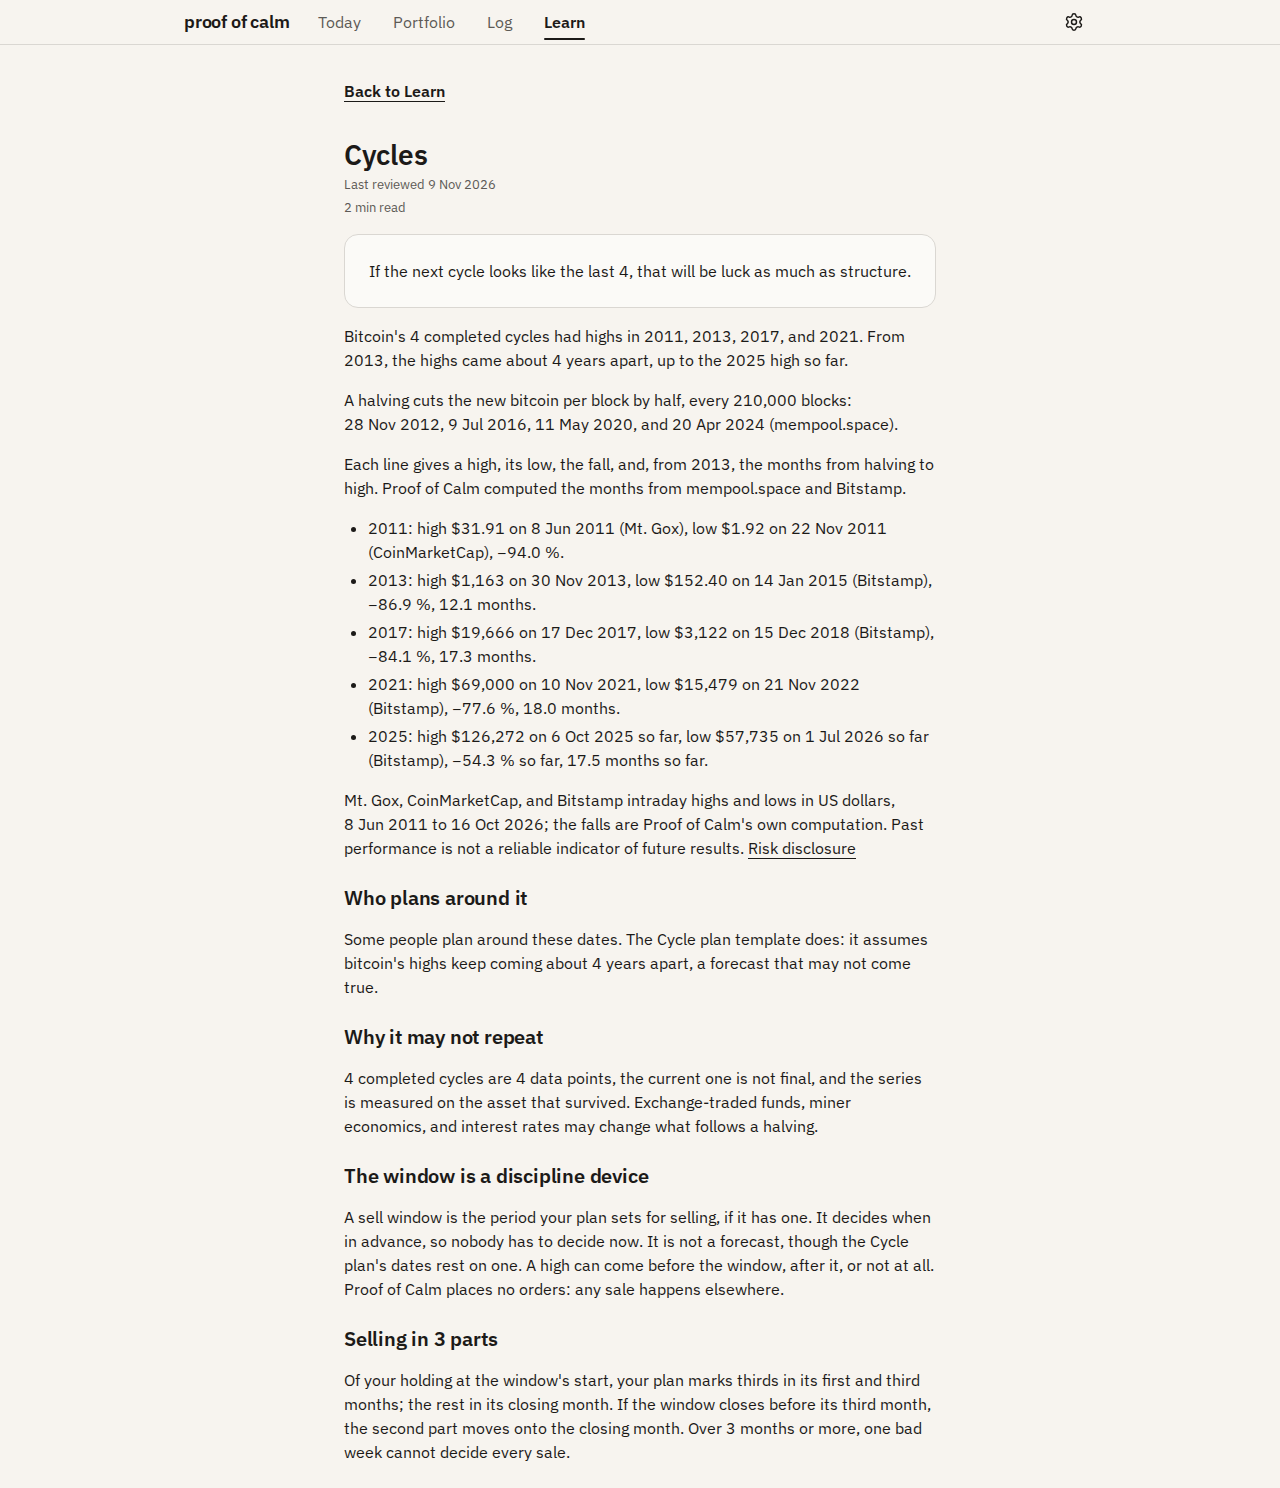 proof of calm Today Portfolio Log Learn
Back to Learn
Cycles
Last reviewed 9 Nov 2026
2 min read
If the next cycle looks like the last 4, that will be luck as much as structure.
Bitcoin's 4 completed cycles had highs in 2011, 2013, 2017, and 2021. From
2013, the highs came about 4 years apart, up to the 2025 high so far.
A halving cuts the new bitcoin per block by half, every 210,000 blocks:
28 Nov 2012, 9 Jul 2016, 11 May 2020, and 20 Apr 2024 (mempool.space).
Each line gives a high, its low, the fall, and, from 2013, the months from halving to
high. Proof of Calm computed the months from mempool.space and Bitstamp.
• 2011: high $31.91 on 8 Jun 2011 (Mt. Gox), low $1.92 on 22 Nov 2011
(CoinMarketCap), −94.0 %.
• 2013: high $1,163 on 30 Nov 2013, low $152.40 on 14 Jan 2015 (Bitstamp),
−86.9 %, 12.1 months.
• 2017: high $19,666 on 17 Dec 2017, low $3,122 on 15 Dec 2018 (Bitstamp),
−84.1 %, 17.3 months.
• 2021: high $69,000 on 10 Nov 2021, low $15,479 on 21 Nov 2022
(Bitstamp), −77.6 %, 18.0 months.
• 2025: high $126,272 on 6 Oct 2025 so far, low $57,735 on 1 Jul 2026 so far
(Bitstamp), −54.3 % so far, 17.5 months so far.
Mt. Gox, CoinMarketCap, and Bitstamp intraday highs and lows in US dollars,
8 Jun 2011 to 16 Oct 2026; the falls are Proof of Calm's own computation. Past
performance is not a reliable indicator of future results. Risk disclosure
Who plans around it
Some people plan around these dates. The Cycle plan template does: it assumes
bitcoin's highs keep coming about 4 years apart, a forecast that may not come
true.
Why it may not repeat
4 completed cycles are 4 data points, the current one is not final, and the series
is measured on the asset that survived. Exchange-traded funds, miner
economics, and interest rates may change what follows a halving.
The window is a discipline device
A sell window is the period your plan sets for selling, if it has one. It decides when
in advance, so nobody has to decide now. It is not a forecast, though the Cycle
plan's dates rest on one. A high can come before the window, after it, or not at all.
Proof of Calm places no orders: any sale happens elsewhere.
Selling in 3 parts
Of your holding at the window's start, your plan marks thirds in its first and third
months; the rest in its closing month. If the window closes before its third month,
the second part moves onto the closing month. Over 3 months or more, one bad
week cannot decide every sale.